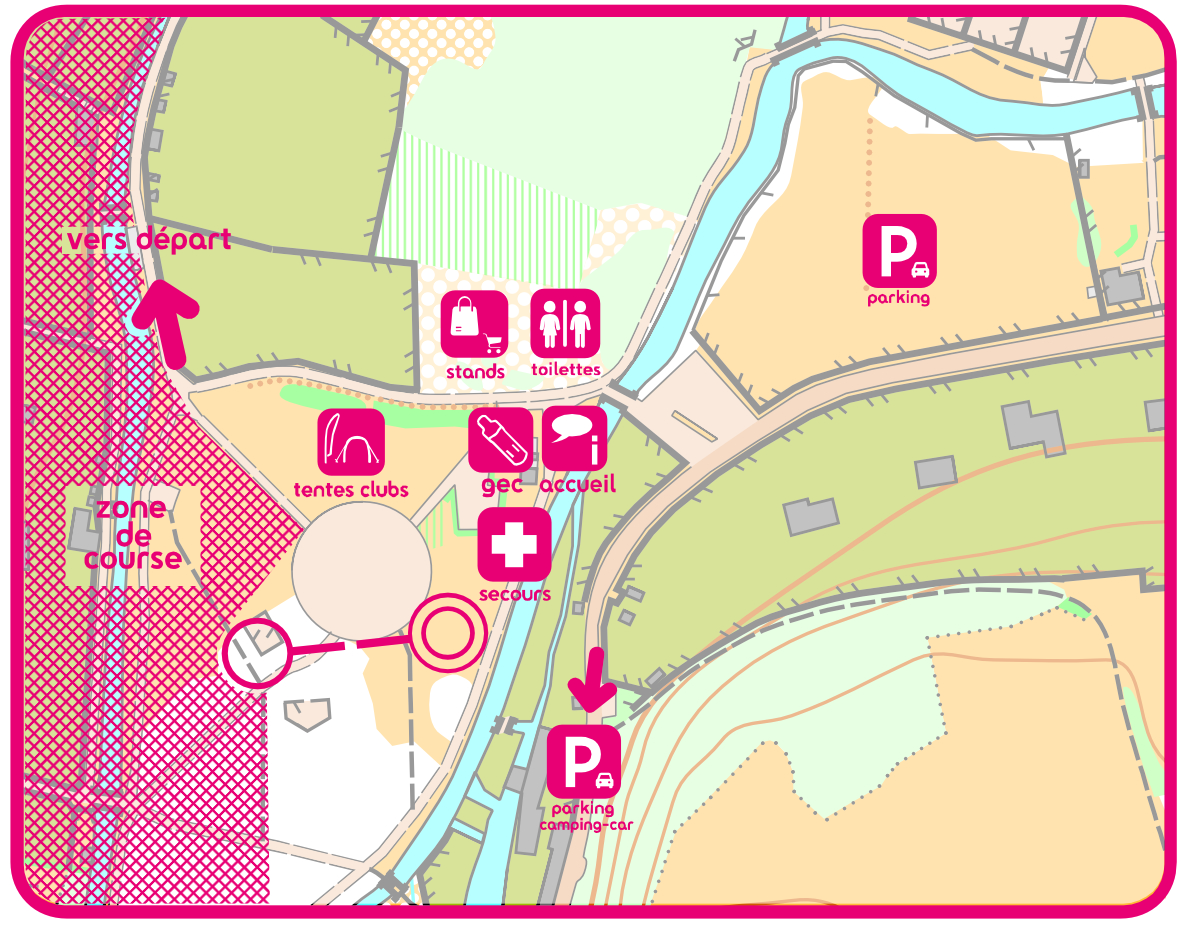 vers départ
P
parking
stands
toilettes
tentes clubs
gec
i
accueil
zone
de
course
secours
P
parking
camping-car